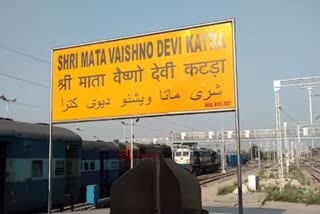 SHRI MATA VAISHNO DEVI KATRA
श्री माता वैष्णो देवी कटड़ा
شری ماتا ویشنو دیوی کٹرا